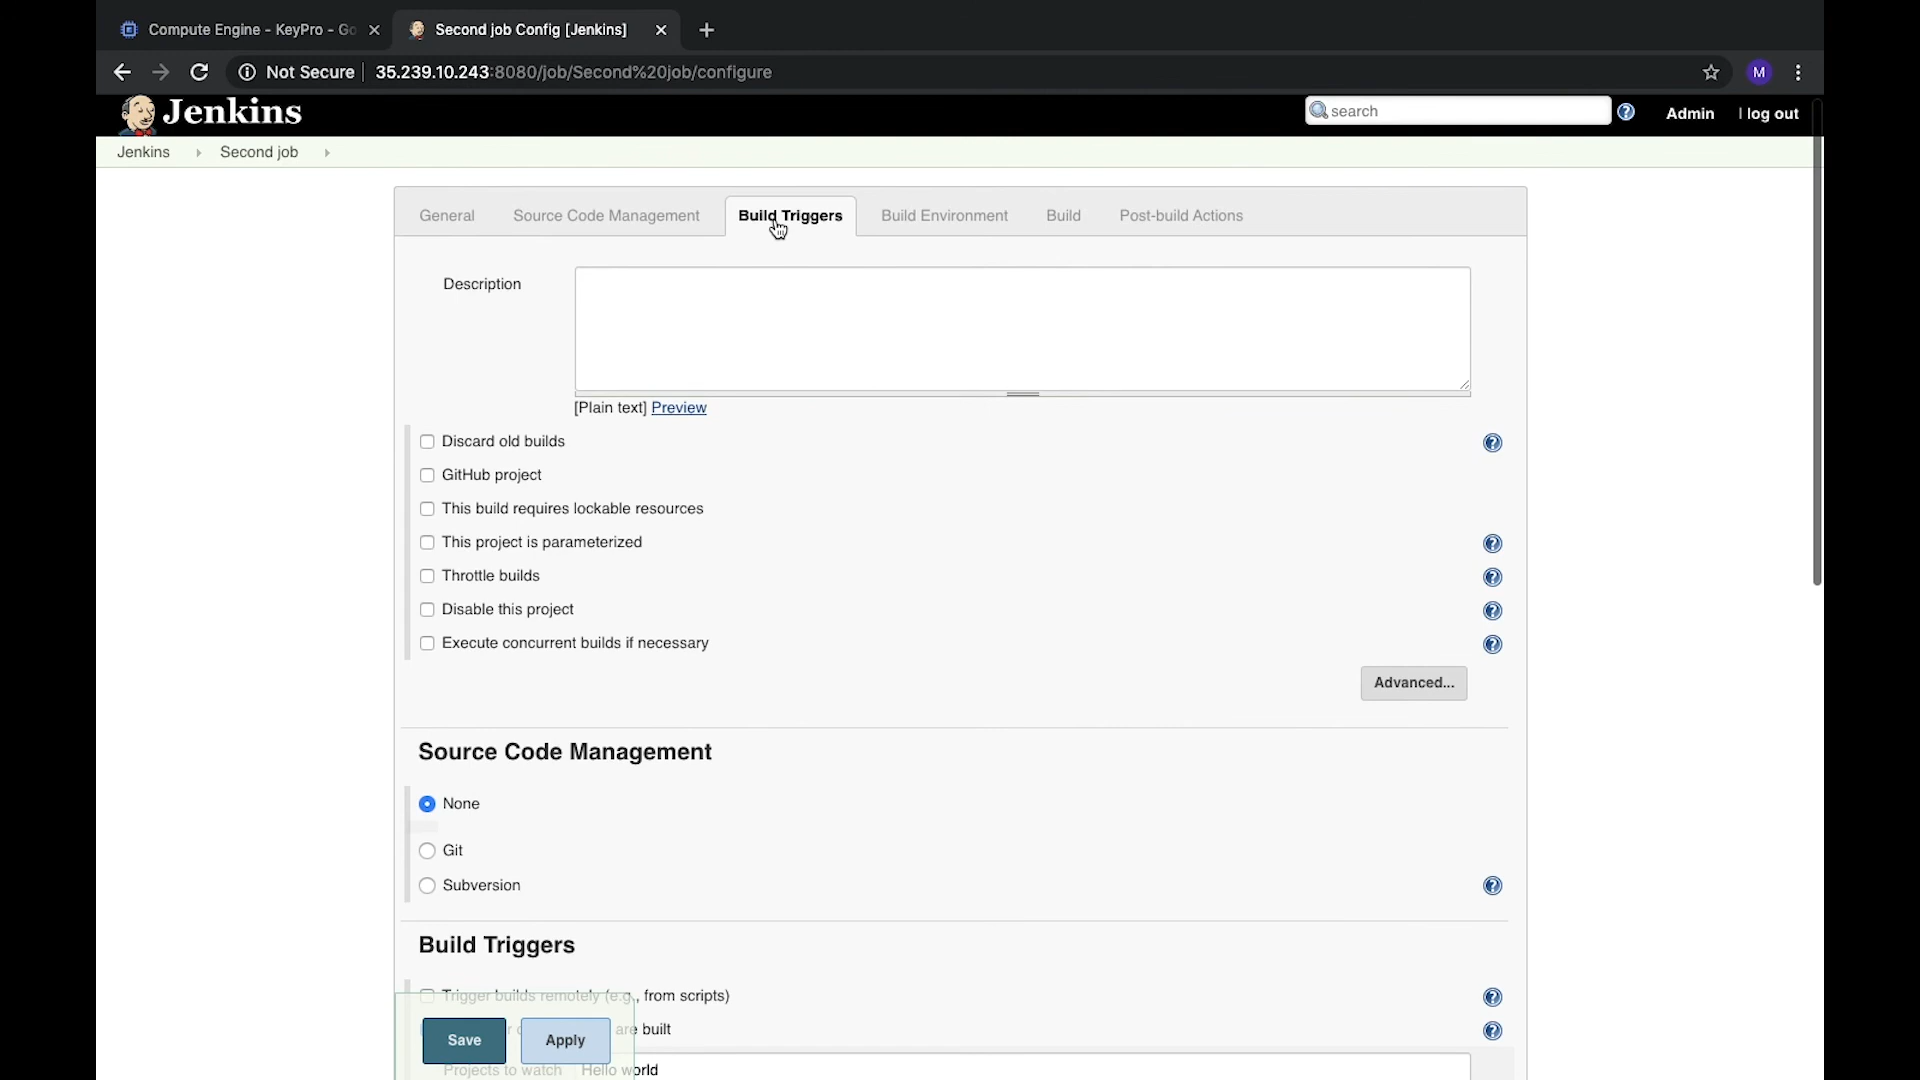 Compute Engine - KeyPro - Go
Second job Config [Jenkins]
Not Secure
35.239.10.243:8080/job/Second%20job/configure
M
Jenkins
search
?
Admin
log out
Jenkins
Second job
General
Source Code Management
Build Triggers
Build Environment
Build
Post-build Actions
Description
[Plain text] Preview
Discard old builds
GitHub project
This build requires lockable resources
This project is parameterized
Throttle builds
Disable this project
Execute concurrent builds if necessary
Advanced...
Source Code Management
None
Git
Subversion
Build Triggers
Trigger builds remotely (e.g., from scripts)
are built
Save
Apply
Projects to watch
Hello world